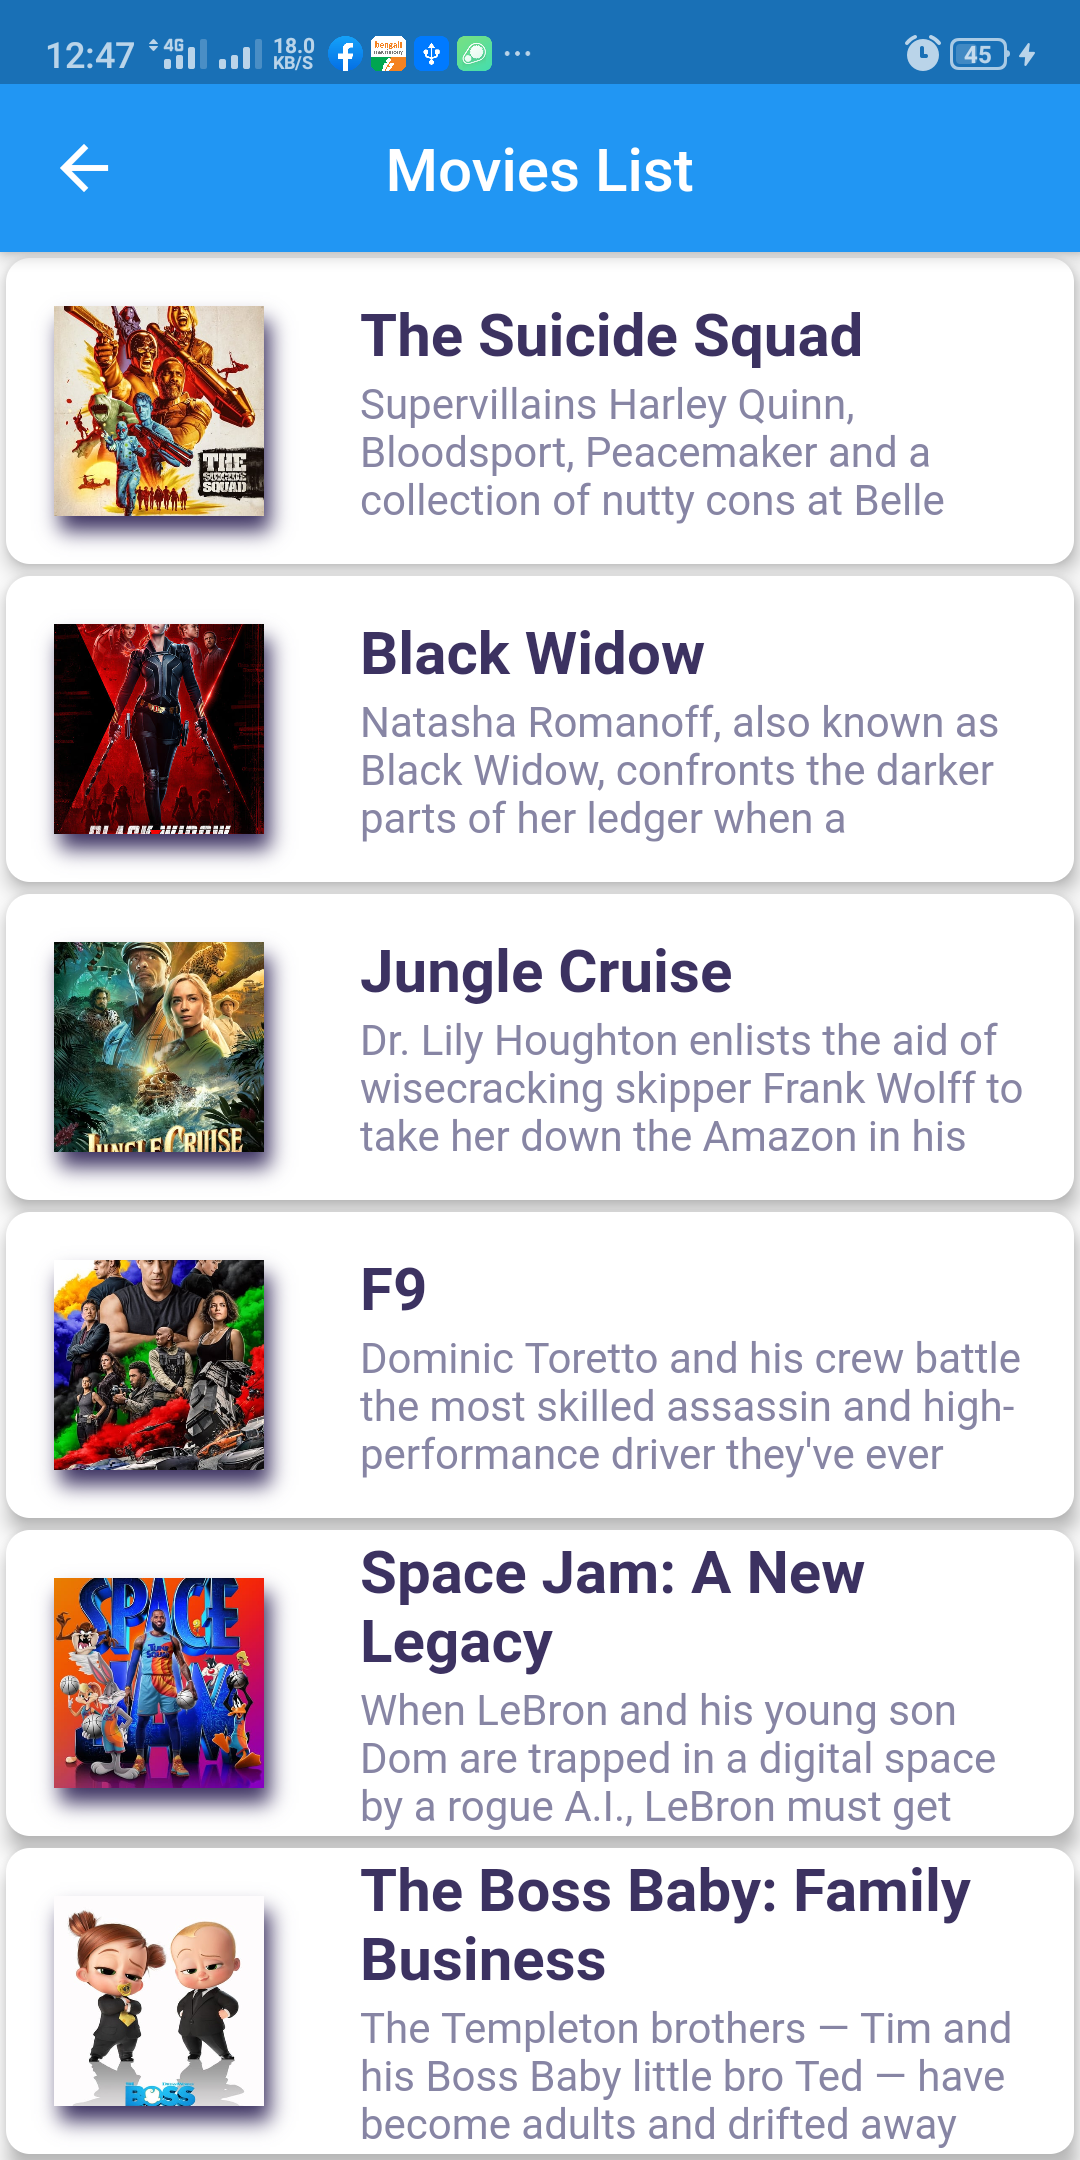 12:47 4G 18.0 KB/S 45
Movies List
The Suicide Squad
Supervillains Harley Quinn,
Bloodsport, Peacemaker and a
collection of nutty cons at Belle
THE
SUICIDE
SQUAD
Black Widow
Natasha Romanoff, also known as
Black Widow, confronts the darker
parts of her ledger when a
BLACK WIDOW
Jungle Cruise
Dr. Lily Houghton enlists the aid of
wisecracking skipper Frank Wolff to
take her down the Amazon in his
JUNGLE CRUISE
F9
Dominic Toretto and his crew battle
the most skilled assassin and high-
performance driver they've ever
Space Jam: A New
Legacy
When LeBron and his young son
Dom are trapped in a digital space
by a rogue A.I., LeBron must get
SPACE
JAM
TUNE
SQUAD
The Boss Baby: Family
Business
The Templeton brothers — Tim and
his Boss Baby little bro Ted — have
become adults and drifted away
BOSS